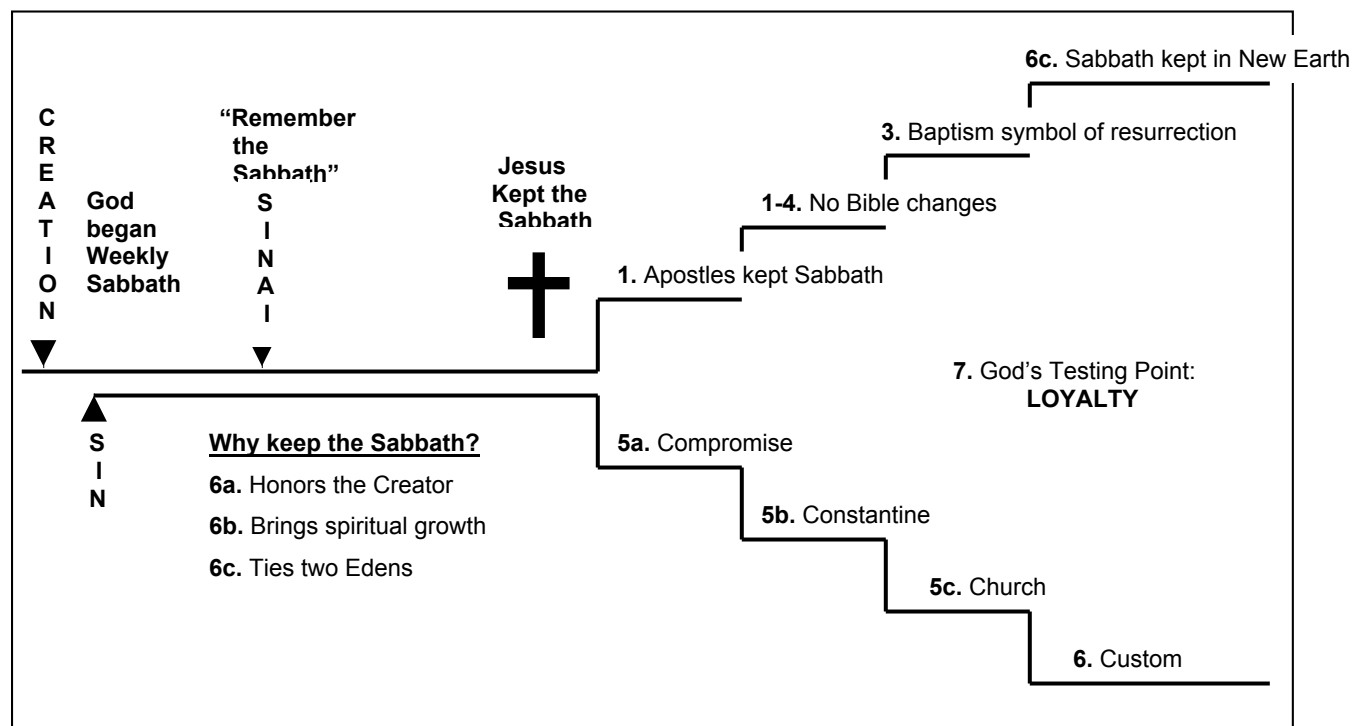 6c. Sabbath kept in New Earth
CREATION
“Remember
the
Sabbath”
3. Baptism symbol of resurrection
Jesus
Kept the
Sabbath
God
began
Weekly
Sabbath
SINAI
1-4. No Bible changes
1. Apostles kept Sabbath
7. God’s Testing Point:
LOYALTY
SIN
Why keep the Sabbath?
6a. Honors the Creator
6b. Brings spiritual growth
6c. Ties two Edens
5a. Compromise
5b. Constantine
5c. Church
6. Custom